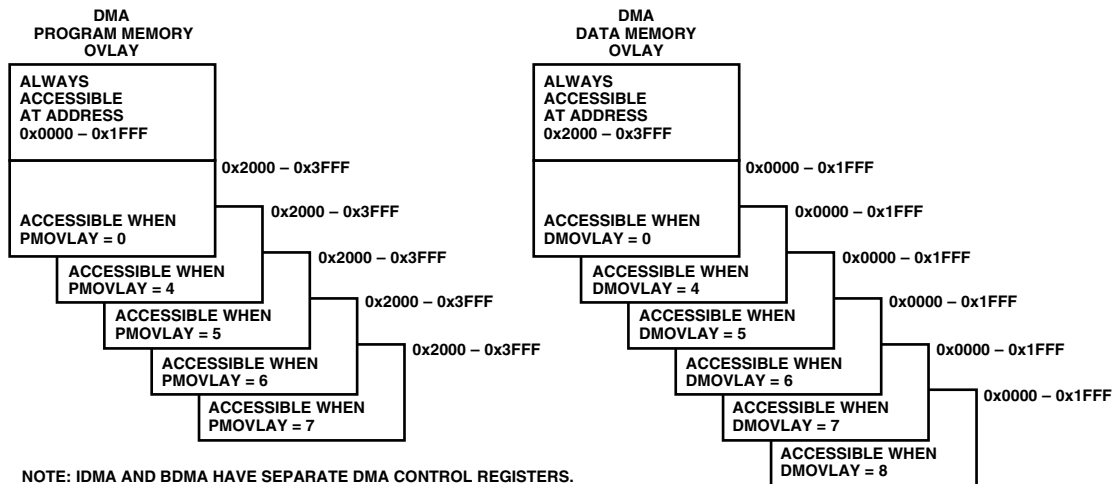 DMA
PROGRAM MEMORY
OVLAY
ALWAYS
ACCESSIBLE
AT ADDRESS
0x0000 – 0x1FFF
0x2000 – 0x3FFF
ACCESSIBLE WHEN
PMOVLAY = 0
0x2000 – 0x3FFF
ACCESSIBLE WHEN
PMOVLAY = 4
0x2000 – 0x3FFF
ACCESSIBLE WHEN
PMOVLAY = 5
0x2000 – 0x3FFF
ACCESSIBLE WHEN
PMOVLAY = 6
0x2000 – 0x3FFF
ACCESSIBLE WHEN
PMOVLAY = 7
DMA
DATA MEMORY
OVLAY
ALWAYS
ACCESSIBLE
AT ADDRESS
0x2000 – 0x3FFF
0x0000 – 0x1FFF
ACCESSIBLE WHEN
DMOVLAY = 0
0x0000 – 0x1FFF
ACCESSIBLE WHEN
DMOVLAY = 4
0x0000 – 0x1FFF
ACCESSIBLE WHEN
DMOVLAY = 5
0x0000 – 0x1FFF
ACCESSIBLE WHEN
DMOVLAY = 6
0x0000 – 0x1FFF
ACCESSIBLE WHEN
DMOVLAY = 7
0x0000 – 0x1FFF
ACCESSIBLE WHEN
DMOVLAY = 8
NOTE: IDMA AND BDMA HAVE SEPARATE DMA CONTROL REGISTERS.